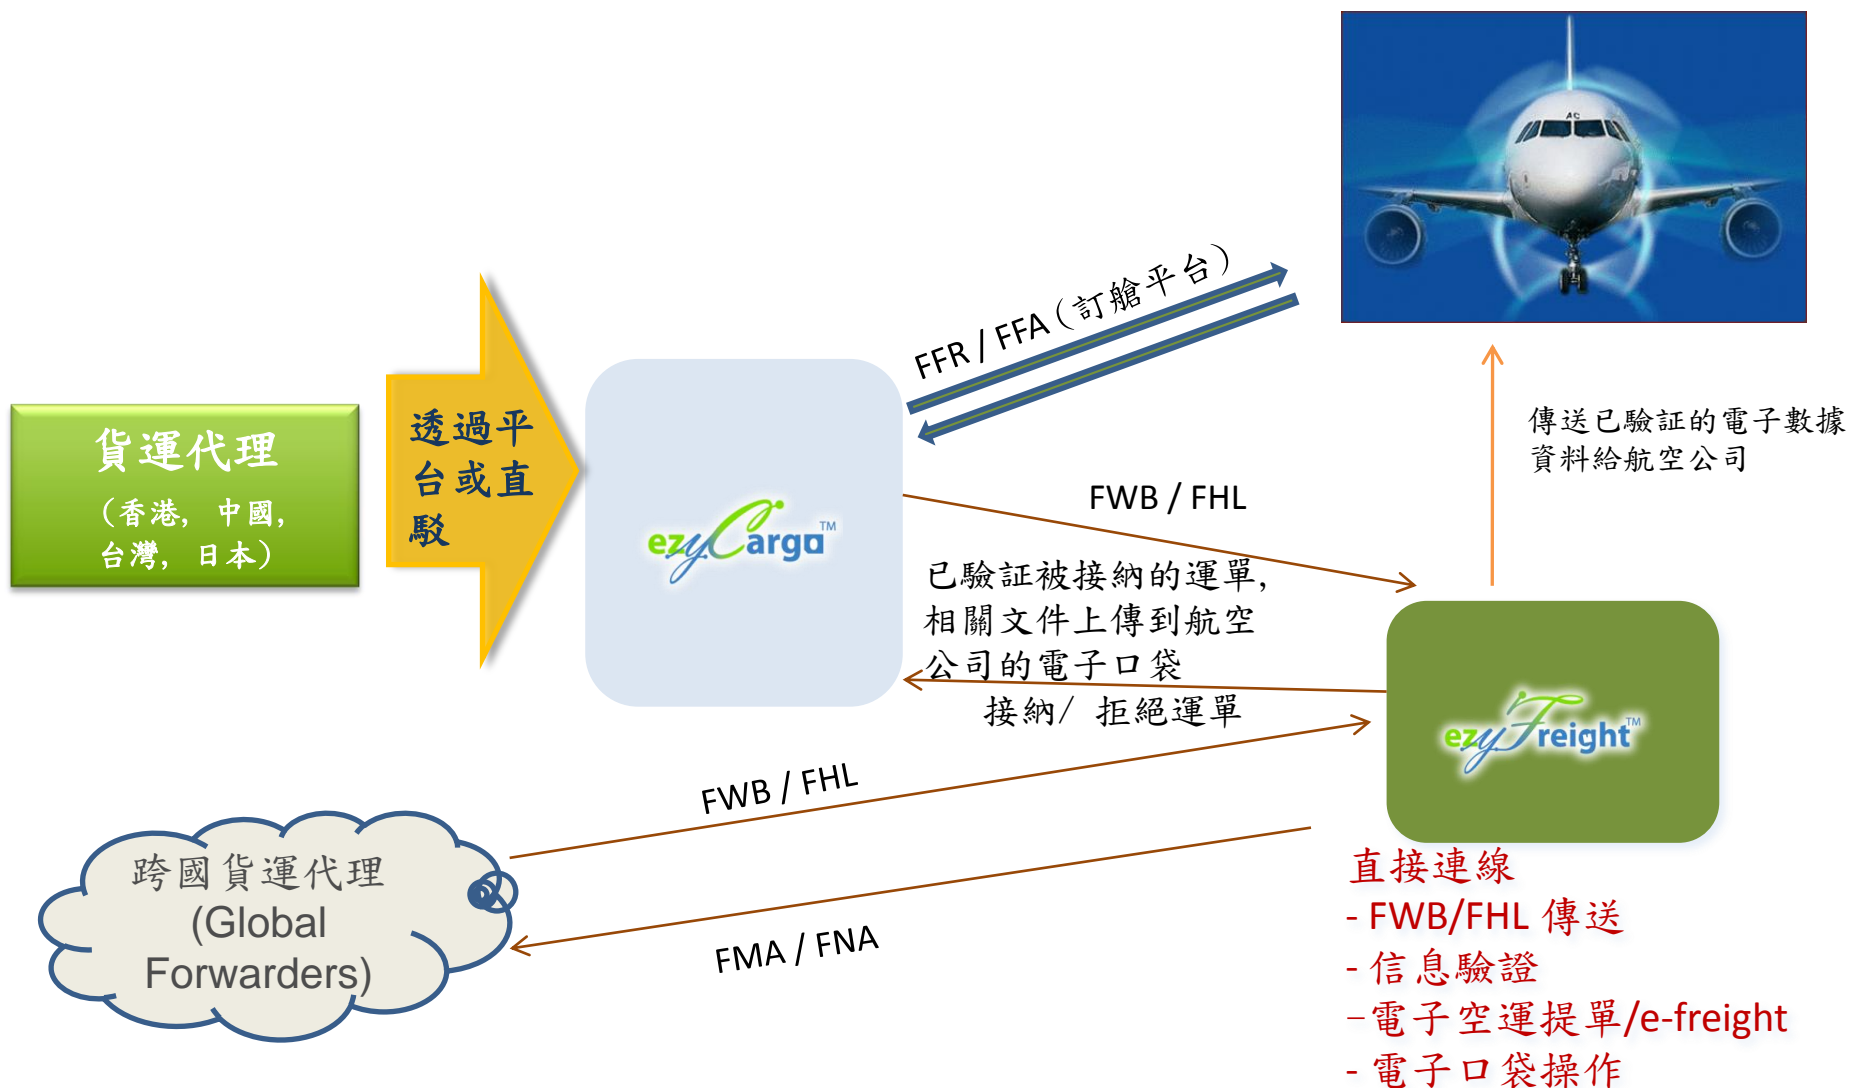 貨運代理
(香港, 中國,
台灣, 日本)
透過平
台或直
駁
ezyCargo™
FFR / FFA (訂艙平台)
AC
傳送已驗証的電子數據
資料給航空公司
FWB / FHL
已驗証被接納的運單,
相關文件上傳到航空
公司的電子口袋
接納/ 拒絕運單
ezyFreight™
FWB / FHL
FMA / FNA
跨國貨運代理
(Global
Forwarders)
直接連線
- FWB/FHL 傳送
- 信息驗證
-電子空運提單/e-freight
- 電子口袋操作